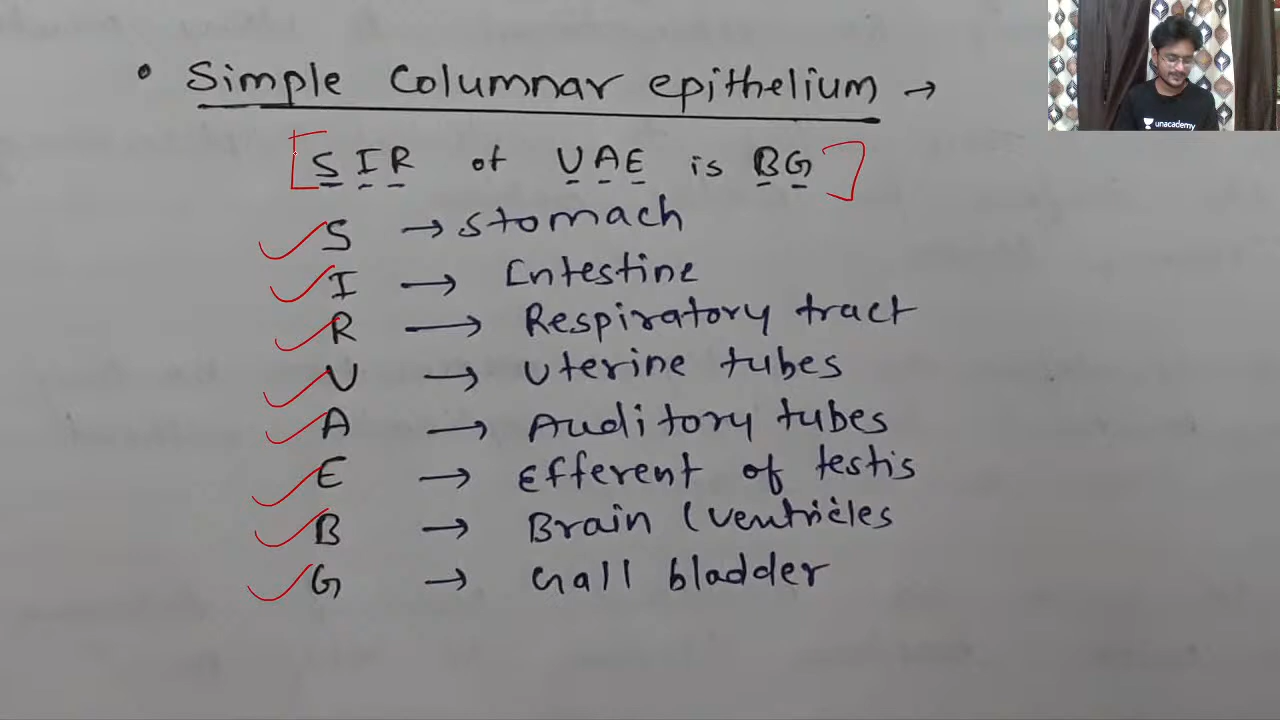 • Simple Columnar epithelium →
[SIR of UAE is BG]
S → Stomach
I → Intestine
R → Respiratory tract
U → Uterine tubes
A → Auditory tubes
E → Efferent of testis
B → Brain (ventricles
G → Gall bladder
unacademy